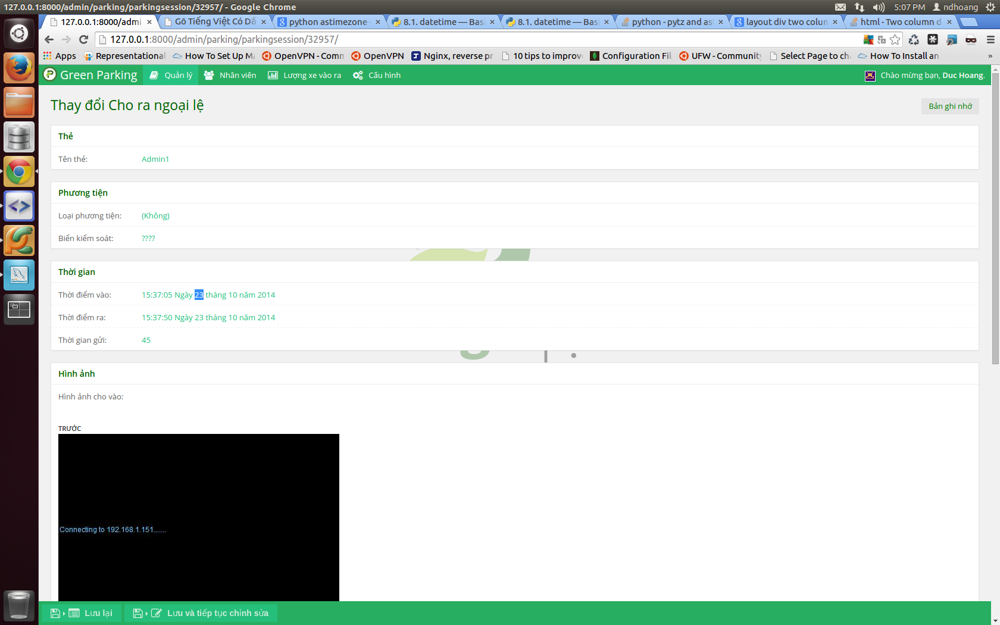 127.0.0.1:8000/admin/parking/parkingsession/32957/ - Google Chrome
5:07 PM
ndhoang
127.0.0.1:8000/admi
Gõ Tiếng Việt Có Dấ
python astimezone -
8.1. datetime — Bas
8.1. datetime — Bas
python - pytz and as
layout div two colum
html - Two column d
127.0.0.1:8000/admin/parking/parkingsession/32957/
Apps
Representational
How To Set Up M
OpenVPN - Comm
OpenVPN
Nginx, reverse pr
10 tips to improv
Configuration Fil
UFW - Community
Select Page to ch
How To Install an
»
Green Parking
Quản lý
Nhân viên
Lượng xe vào ra
Cấu hình
Chào mừng bạn, Duc Hoang.
Thay đổi Cho ra ngoại lệ
Bản ghi nhớ
Thẻ
Tên thẻ: Admin1
Phương tiện
Loại phương tiện: (Không)
Biển kiểm soát: ????
Thời gian
Thời điểm vào: 15:37:05 Ngày 23 tháng 10 năm 2014
Thời điểm ra: 15:37:50 Ngày 23 tháng 10 năm 2014
Thời gian gửi: 45
Hình ảnh
Hình ảnh cho vào:
TRƯỚC
Connecting to 192.168.1.151.......
Lưu lại
Lưu và tiếp tục chỉnh sửa